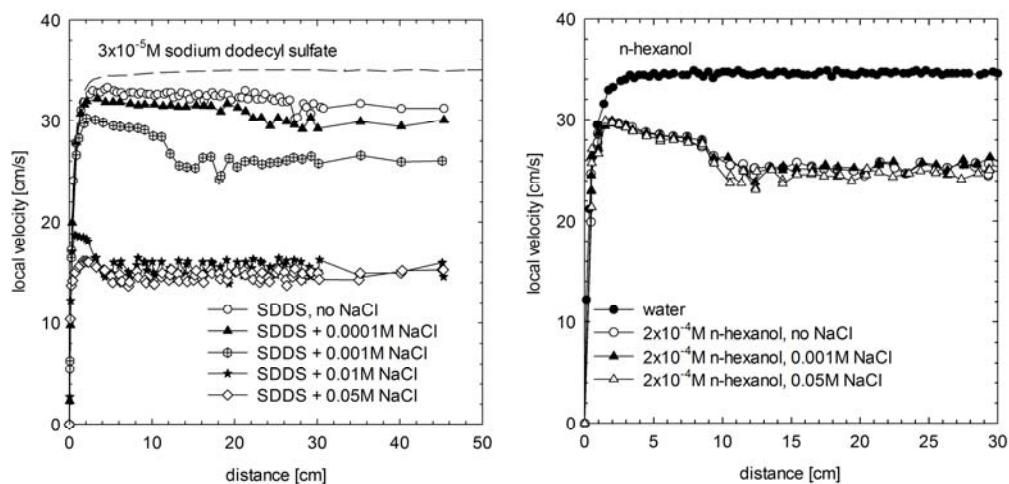 3x10⁻⁵M sodium dodecyl sulfate
local velocity [cm/s]
40
30
20
10
0
SDDS, no NaCl
SDDS + 0.0001M NaCl
SDDS + 0.001M NaCl
SDDS + 0.01M NaCl
SDDS + 0.05M NaCl
0 10 20 30 40 50
distance [cm]
n-hexanol
local velocity [cm/s]
40
30
20
10
0
water
2x10⁻⁴M n-hexanol, no NaCl
2x10⁻⁴M n-hexanol, 0.001M NaCl
2x10⁻⁴M n-hexanol, 0.05M NaCl
0 5 10 15 20 25 30
distance [cm]